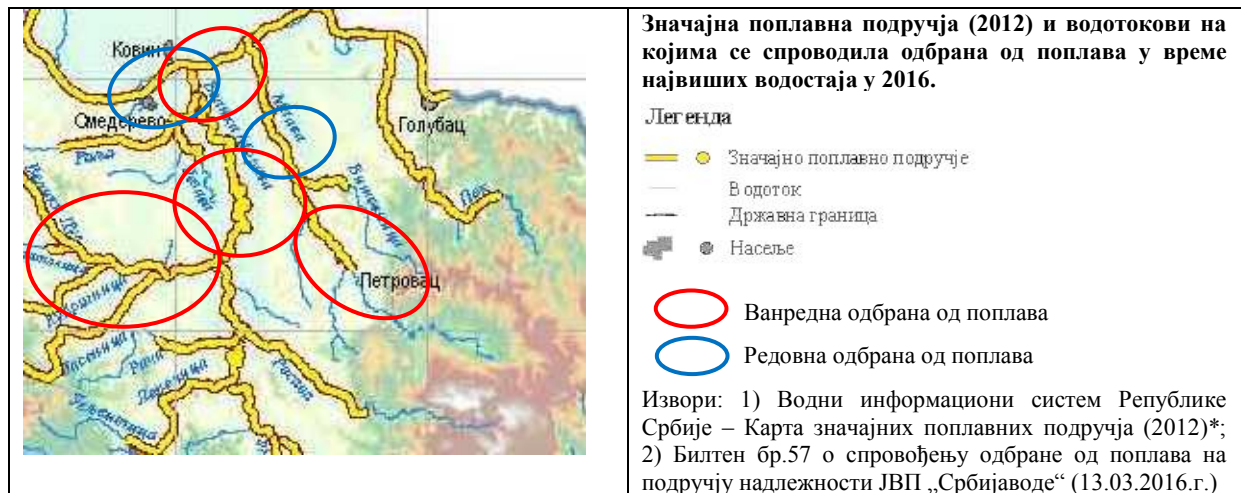 Ковин
Смедерево
Голубац
Петровац
Млава
Пек
Рача
Значајна поплавна подручја (2012) и водотокови на
којима се спроводила одбрана од поплава у време
највиших водостаја у 2016.
Легенда
Значајно поплавно подручје
Водоток
Државна граница
Насеље
Ванредна одбрана од поплава
Редовна одбрана од поплава
Извори: 1) Водни информациони систем Републике
Србије – Карта значајних поплавних подручја (2012)*;
2) Билтен бр.57 о спровођењу одбране од поплава на
подручју надлежности ЈВП „Србијаводе“ (13.03.2016.г.)